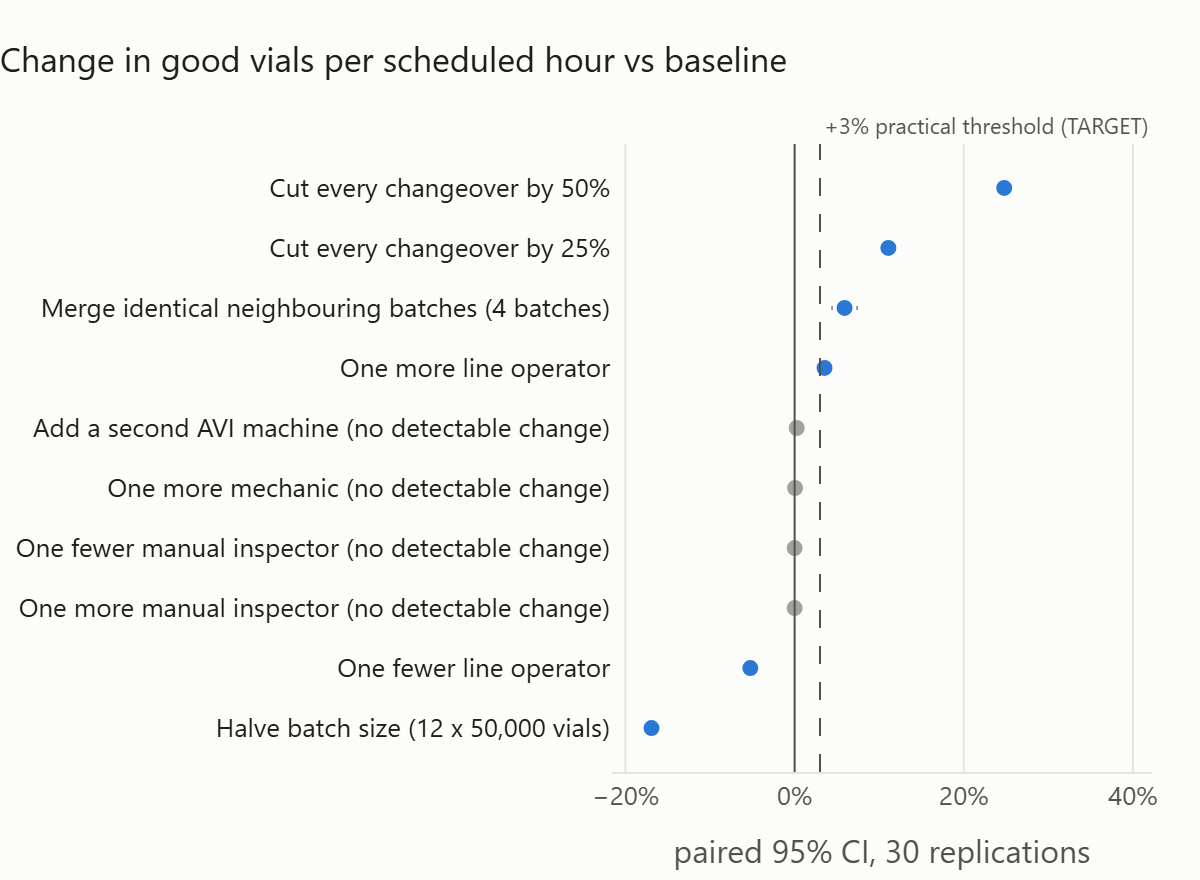 Change in good vials per scheduled hour vs baseline
+3% practical threshold (TARGET)
Cut every changeover by 50%
Cut every changeover by 25%
Merge identical neighbouring batches (4 batches)
One more line operator
Add a second AVI machine (no detectable change)
One more mechanic (no detectable change)
One fewer manual inspector (no detectable change)
One more manual inspector (no detectable change)
One fewer line operator
Halve batch size (12 x 50,000 vials)
−20% 0% 20% 40%
paired 95% CI, 30 replications